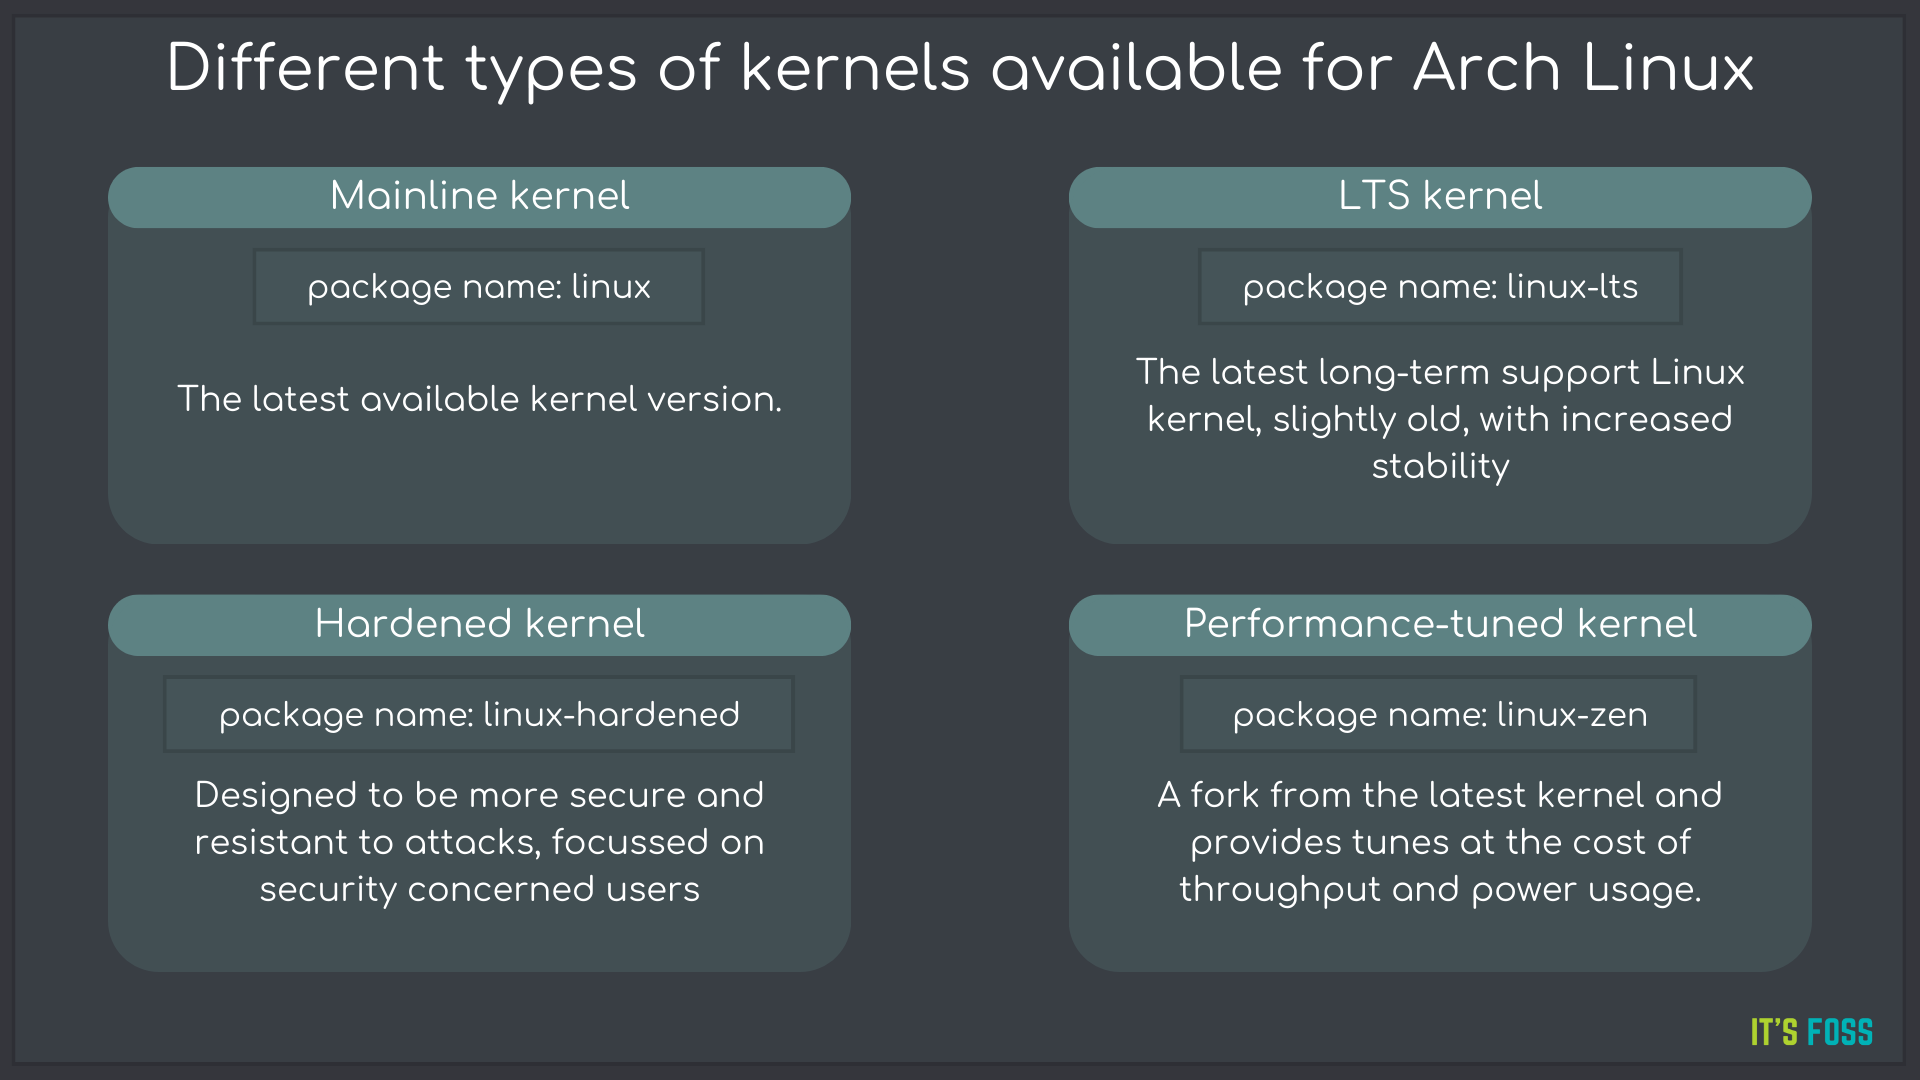 Different types of kernels available for Arch Linux
Mainline kernel
package name: linux
The latest available kernel version.
LTS kernel
package name: linux-lts
The latest long-term support Linux
kernel, slightly old, with increased
stability
Hardened kernel
package name: linux-hardened
Designed to be more secure and
resistant to attacks, focussed on
security concerned users
Performance-tuned kernel
package name: linux-zen
A fork from the latest kernel and
provides tunes at the cost of
throughput and power usage.
IT'S FOSS